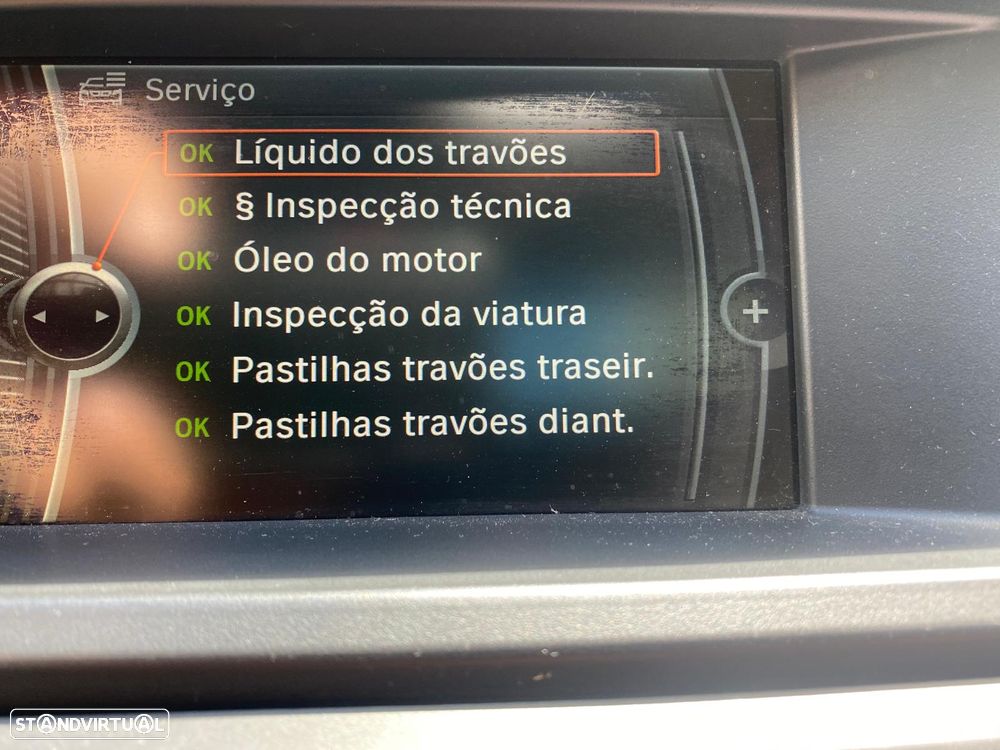 Serviço
OK Líquido dos travões
OK § Inspecção técnica
OK Óleo do motor
OK Inspecção da viatura
OK Pastilhas travões traseir.
OK Pastilhas travões diant.
+
STANDVIRTUAL